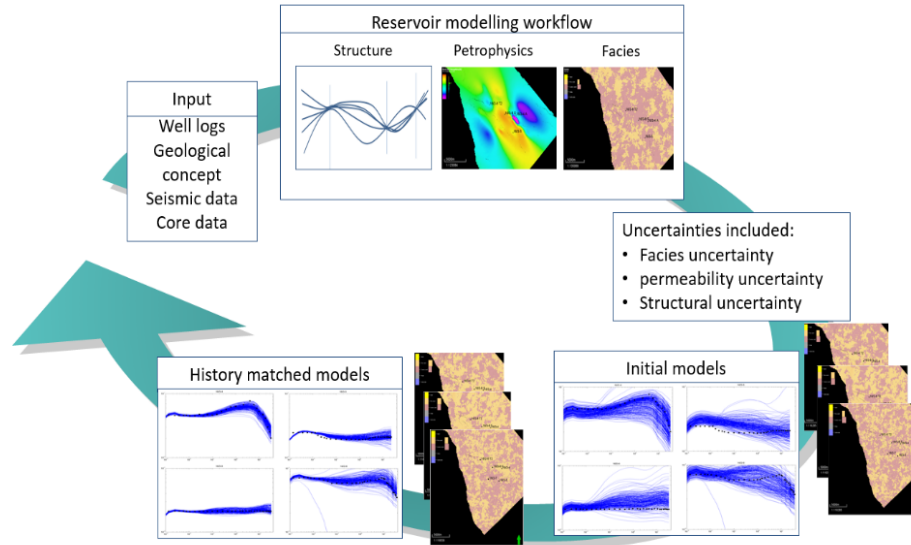 Reservoir modelling workflow
Structure
Petrophysics
Facies
Input
Well logs
Geological
concept
Seismic data
Core data
Uncertainties included:
• Facies uncertainty
• permeability uncertainty
• Structural uncertainty
History matched models
Initial models